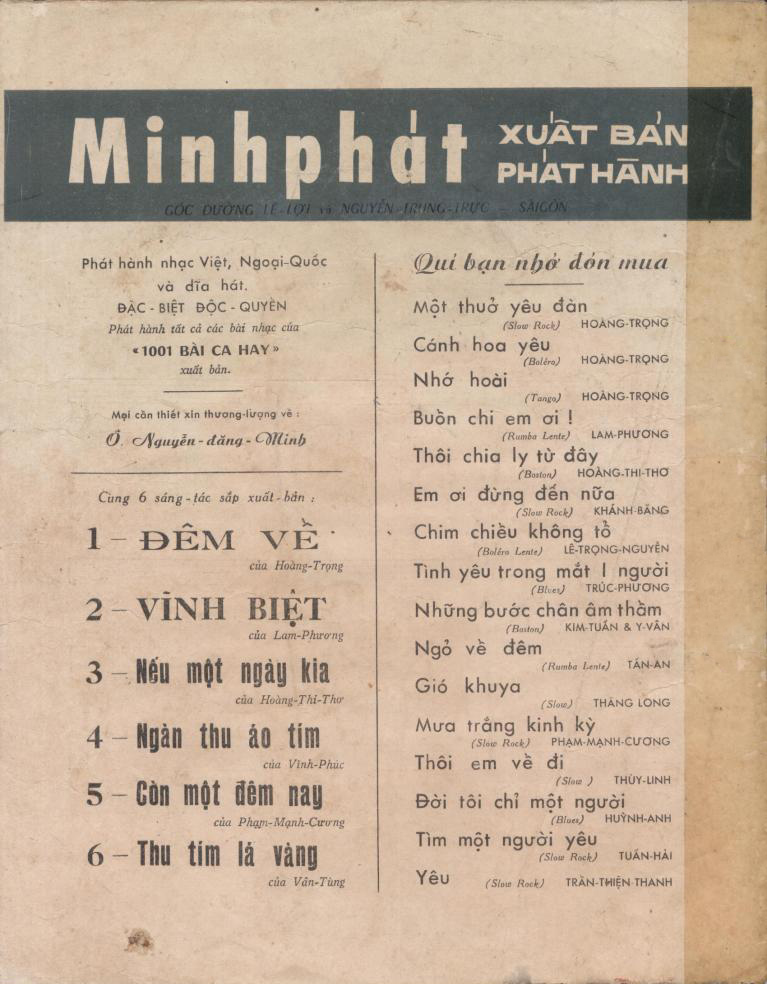 Minhphát
XUẤT BẢN
PHÁT HÀNH
GÓC ĐƯỜNG LÊ-LỢI và NGUYỄN-TRUNG-TRỰC — SÀIGÒN
Phát hành nhạc Việt, Ngoại-Quốc
và dĩa hát.
ĐẶC - BIỆT ĐỘC - QUYỀN
Phát hành tất cả các bài nhạc của
«1001 BÀI CA HAY»
xuất bản.
Mọi cần thiết xin thương-lượng về :
Ô. Nguyễn-đăng-Minh
Cùng 6 sáng-tác sắp xuất-bản :
1 – ĐÊM VỀ
của Hoàng-Trọng
2 – VĨNH BIỆT
của Lam-Phương
3 – Nếu một ngày kia
của Hoàng-Thi-Thơ
4 – Ngàn thu áo tím
của Vĩnh-Phúc
5 – Còn một đêm nay
của Phạm-Mạnh-Cương
6 – Thu tím lá vàng
của Vân-Tùng
Quí bạn nhớ đón mua
Một thuở yêu đàn
(Slow Rock) HOÀNG-TRỌNG
Cánh hoa yêu
(Boléro) HOÀNG-TRỌNG
Nhớ hoài
(Tango) HOÀNG-TRỌNG
Buồn chi em ơi !
(Rumba Lente) LAM-PHƯƠNG
Thôi chia ly từ đây
(Boston) HOÀNG-THI-THƠ
Em ơi đừng đến nữa
(Slow Rock) KHÁNH-BĂNG
Chim chiều không tổ
(Boléro Lente) LÊ-TRỌNG-NGUYỄN
Tình yêu trong mắt 1 người
(Blues) TRÚC-PHƯƠNG
Những bước chân âm thầm
(Boston) KIM-TUẤN & Y-VÂN
Ngỏ về đêm
(Rumba Lente) TẤN-AN
Gió khuya
(Slow) THĂNG LONG
Mưa trắng kinh kỳ
(Slow Rock) PHẠM-MẠNH-CƯƠNG
Thôi em về đi
(Slow ) THÙY-LINH
Đời tôi chỉ một người
(Blues) HUỲNH-ANH
Tìm một người yêu
(Slow Rock) TUẤN-HẢI
Yêu (Slow Rock) TRẦN-THIỆN-THANH